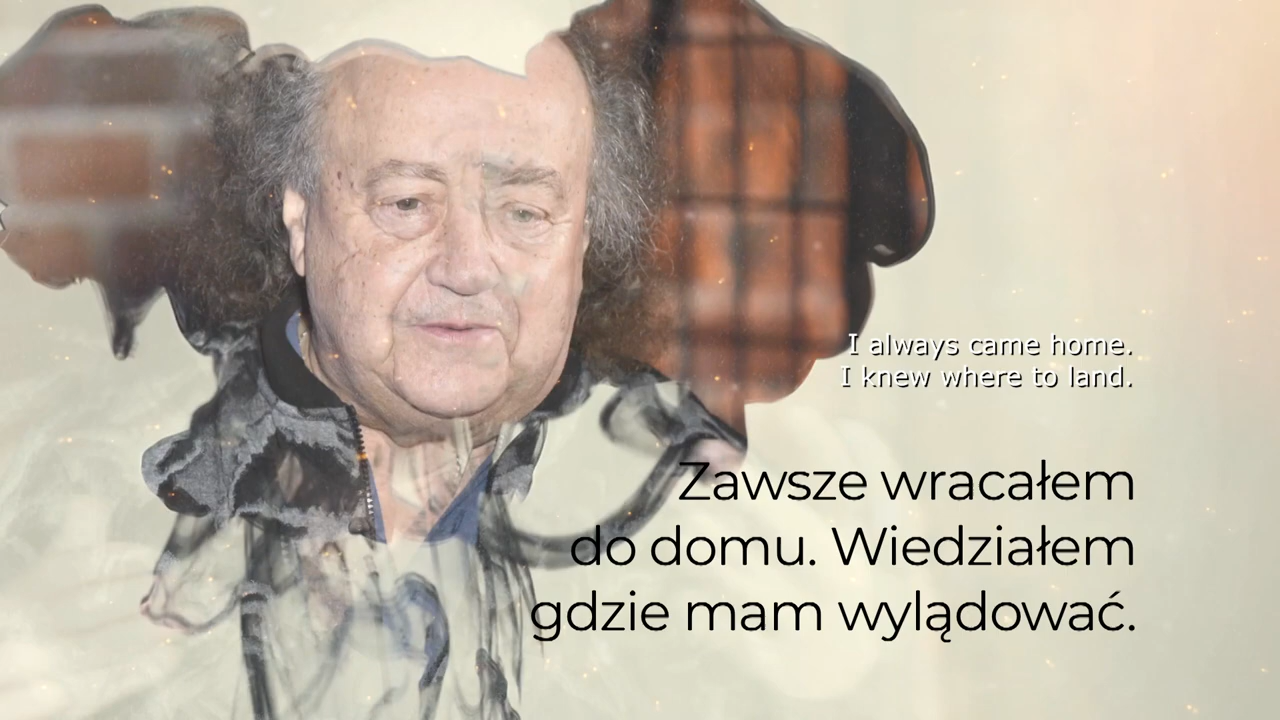 I always came home.
I knew where to land.
Zawsze wracałem
do domu. Wiedziałem
gdzie mam wylądować.